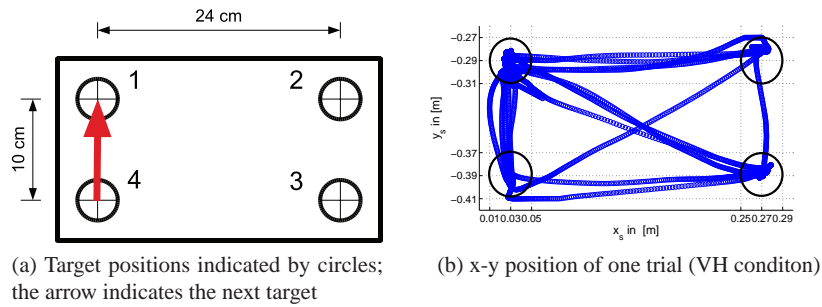 24 cm
10 cm
1
2
4
3
(a) Target positions indicated by circles;
the arrow indicates the next target
−0.27
−0.29
−0.31
−0.37
−0.39
−0.41
y_s in [m]
0.010.030.05
0.250.270.29
x_s in [m]
(b) x-y position of one trial (VH conditon)